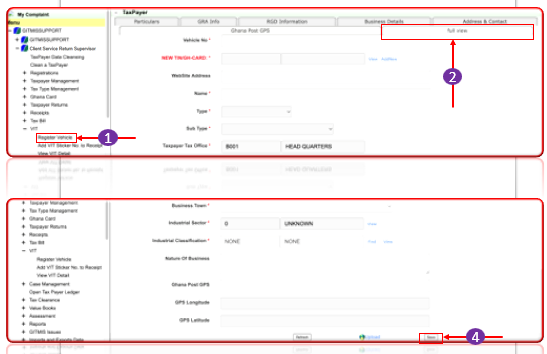 My Complaint
Menu
GITMISSUPPORT
GITMISSUPPORT
Client Service Return Supervisor
TaxPayer Data Cleansing
Clean a TaxPayer
Registrations
Taxpayer Management
Tax Type Management
Ghana Card
Taxpayer Returns
Receipts
Tax Bill
VIT
Register Vehicle
Add VIT Sticker No. to Receipt
View VIT Detail
TaxPayer
Particulars
GRA Info
RGD Information
Business Details
Address & Contact
Ghana Post GPS
full view
Vehicle No *
NEW TIN/GH-CARD: *
WebSite Address
Name *
Type *
Sub Type *
Taxpayer Tax Office *
B001
HEAD QUARTERS
1
2
Taxpayer Management
Tax Type Management
Ghana Card
Taxpayer Returns
Receipts
Tax Bill
VIT
Register Vehicle
Add VIT Sticker No. to Receipt
View VIT Detail
Case Management
Open Tax Payer Ledger
Tax Clearance
Value Books
Assessment
Reports
GITMIS Issues
Imports and Exports Data
Business Town *
Industrial Sector *
0
UNKNOWN
Industrial Classification *
NONE
NONE
Nature Of Business
Ghana Post GPS
GPS Longitude
GPS Latitude
Refresh
Upload
Save
4